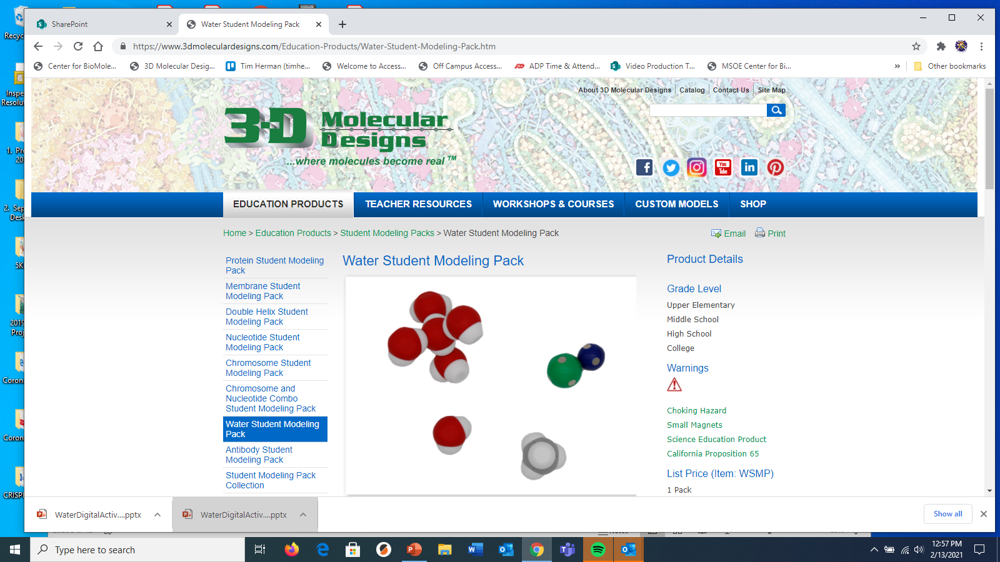 SharePoint
Water Student Modeling Pack
https://www.3dmoleculardesigns.com/Education-Products/Water-Student-Modeling-Pack.htm
Center for BioMole...
3D Molecular Desig...
Tim Herman (timhe...
Welcome to Access...
Off Campus Access...
ADP Time & Attend...
Video Production T...
MSOE Center for Bi...
»
Other bookmarks
About 3D Molecular Designs
Catalog
Contact Us
Site Map
3-D Molecular
Designs
...where molecules become real ™
You
Tube
EDUCATION PRODUCTS
TEACHER RESOURCES
WORKSHOPS & COURSES
CUSTOM MODELS
SHOP
Home > Education Products > Student Modeling Packs > Water Student Modeling Pack
Email
Print
Protein Student Modeling
Pack
Membrane Student
Modeling Pack
Double Helix Student
Modeling Pack
Nucleotide Student
Modeling Pack
Chromosome Student
Modeling Pack
Chromosome and
Nucleotide Combo
Student Modeling Pack
Water Student Modeling
Pack
Antibody Student
Modeling Pack
Student Modeling Pack
Collection
Water Student Modeling Pack
Product Details
Grade Level
Upper Elementary
Middle School
High School
College
Warnings
Choking Hazard
Small Magnets
Science Education Product
California Proposition 65
List Price (Item: WSMP)
1 Pack
WaterDigitalActiv....pptx
WaterDigitalActiv....pptx
Show all
Type here to search
12:57 PM
2/13/2021